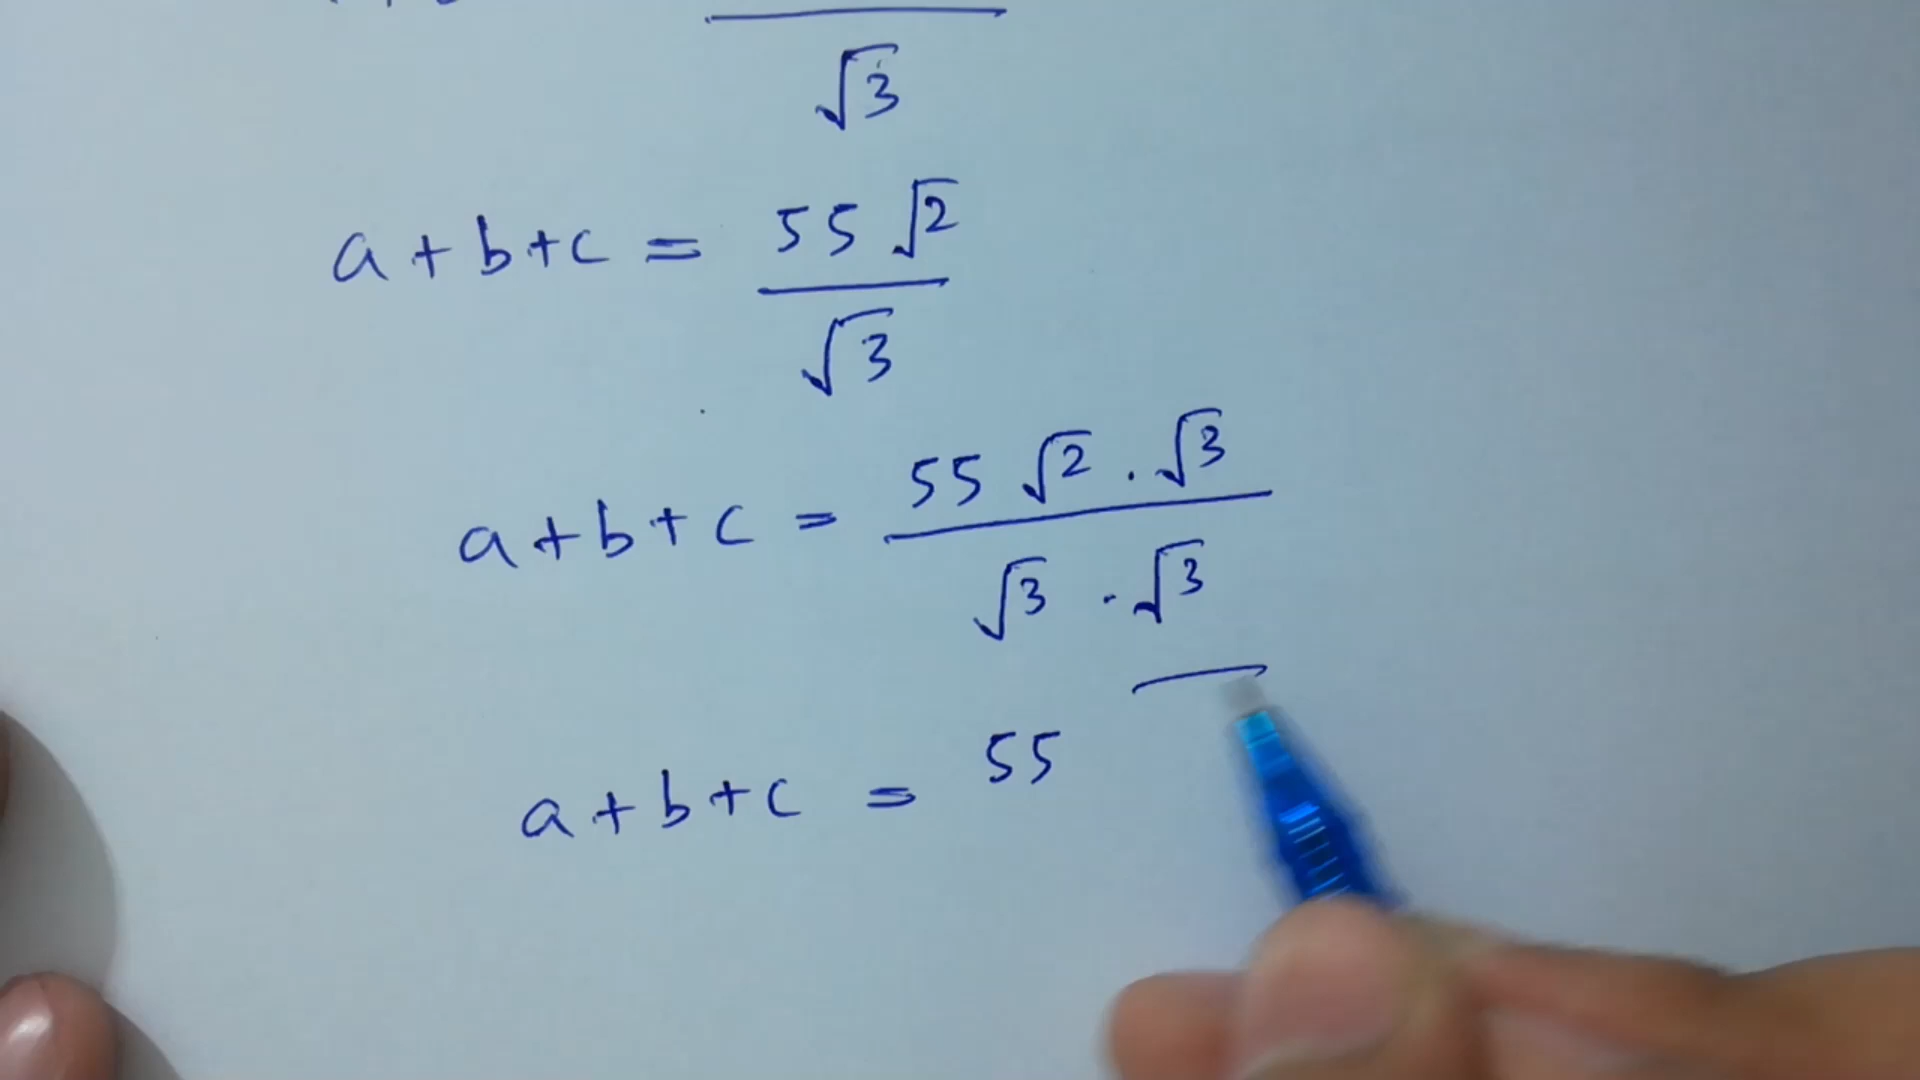 √3
a+b+c = 55√2 / √3
a+b+c = 55√2 . √3 / √3 . √3
a+b+c = 55